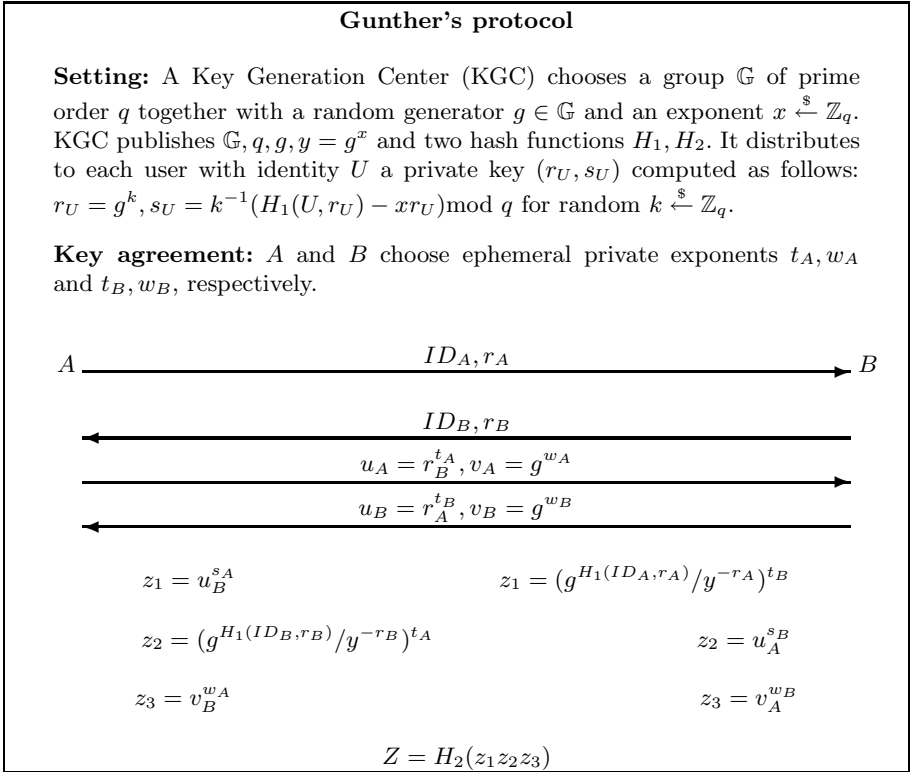 Gunther's protocol
Setting: A Key Generation Center (KGC) chooses a group 𝔾 of prime
order q together with a random generator g ∈ 𝔾 and an exponent x ←$ ℤ_q.
KGC publishes 𝔾, q, g, y = g^x and two hash functions H_1, H_2. It distributes
to each user with identity U a private key (r_U, s_U) computed as follows:
r_U = g^k, s_U = k^{-1}(H_1(U, r_U) − xr_U)mod q for random k ←$ ℤ_q.
Key agreement: A and B choose ephemeral private exponents t_A, w_A
and t_B, w_B, respectively.
A ID_A, r_A B
ID_B, r_B
u_A = r_B^{t_A}, v_A = g^{w_A}
u_B = r_A^{t_B}, v_B = g^{w_B}
z_1 = u_B^{s_A} z_1 = (g^{H_1(ID_A, r_A)}/y^{-r_A})^{t_B}
z_2 = (g^{H_1(ID_B, r_B)}/y^{-r_B})^{t_A} z_2 = u_A^{s_B}
z_3 = v_B^{w_A} z_3 = v_A^{w_B}
Z = H_2(z_1z_2z_3)